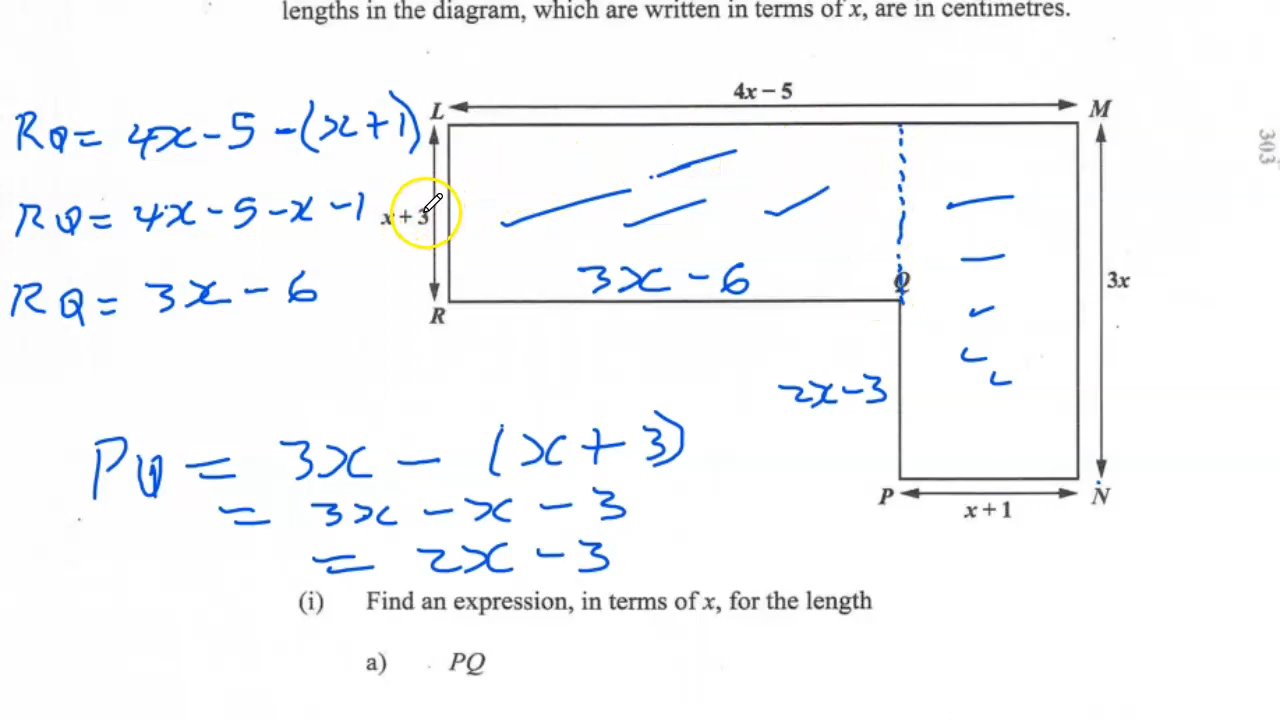 lengths in the diagram, which are written in terms of x, are in centimetres.
4x – 5
L
M
RQ = 4x – 5 – (x + 1)
RQ = 4x – 5 – x – 1
x + 3
RQ = 3x – 6
3x – 6
Q
3x
R
303
2x – 3
PQ = 3x – (x + 3)
= 3x – x – 3
= 2x – 3
P
N
x + 1
(i) Find an expression, in terms of x, for the length
a) PQ